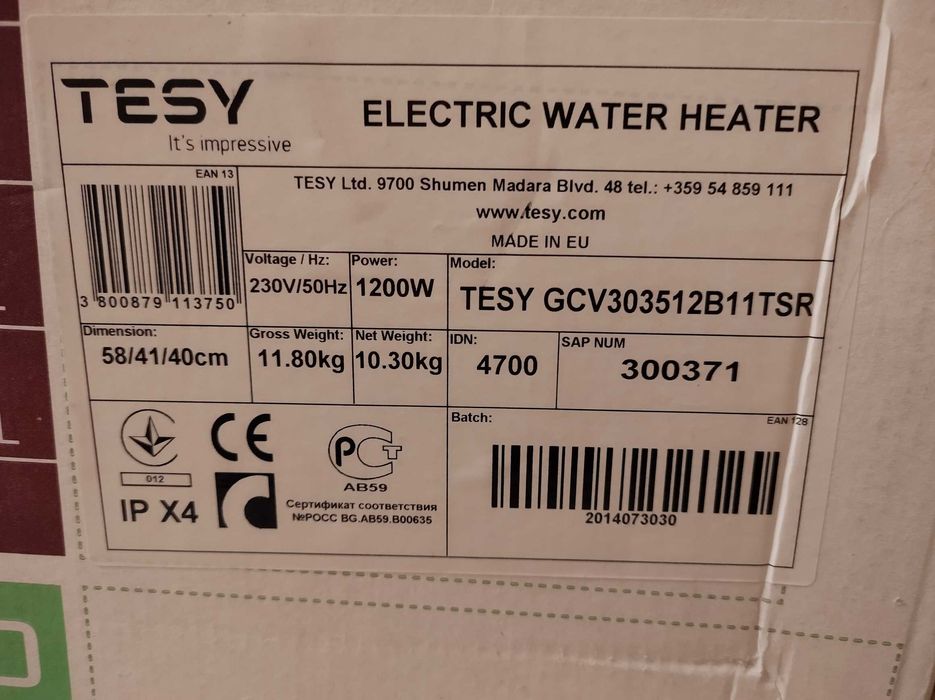 TESY
It's impressive
ELECTRIC WATER HEATER
EAN 13
3 800879 113750
TESY Ltd. 9700 Shumen Madara Blvd. 48 tel.: +359 54 859 111
www.tesy.com
MADE IN EU
Voltage / Hz:
230V/50Hz
Power:
1200W
Model:
TESY GCV303512B11TSR
Dimension:
58/41/40cm
Gross Weight:
11.80kg
Net Weight:
10.30kg
IDN:
4700
SAP NUM
300371
012
IP X4
CE
РСТ
АВ59
Сертификат соответствия
№РОСС BG.AB59.B00635
Batch:
EAN 128
2014073030